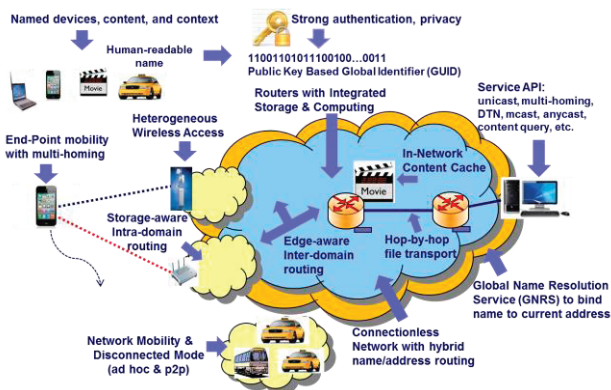 Named devices, content, and context
Human-readable
name
Strong authentication, privacy
11001101011100100...0011
Public Key Based Global Identifier (GUID)
Routers with Integrated
Storage & Computing
Service API:
unicast, multi-homing,
DTN, mcast, anycast,
content query, etc.
Movie
Heterogeneous
Wireless Access
End-Point mobility
with multi-homing
In-Network
Content Cache
Movie
Storage-aware
Intra-domain
routing
Edge-aware
Inter-domain
routing
Hop-by-hop
file transport
Global Name Resolution
Service (GNRS) to bind
name to current address
Network Mobility &
Disconnected Mode
(ad hoc & p2p)
Connectionless
Network with hybrid
name/address routing